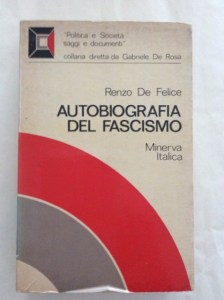 "Politica e Società
saggi e documenti"
collana diretta da Gabriele De Rosa
Renzo De Felice
AUTOBIOGRAFIA
DEL FASCISMO
Minerva
Italica